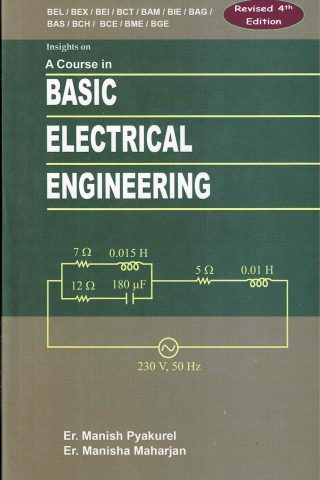 BEL / BEX / BEI / BCT / BAM / BIE / BAG /
BAS / BCH / BCE / BME / BGE
Revised 4th
Edition
Insights on
A Course in
BASIC
ELECTRICAL
ENGINEERING
7 Ω 0.015 H
12 Ω 180 µF
5 Ω 0.01 H
230 V, 50 Hz
Er. Manish Pyakurel
Er. Manisha Maharjan